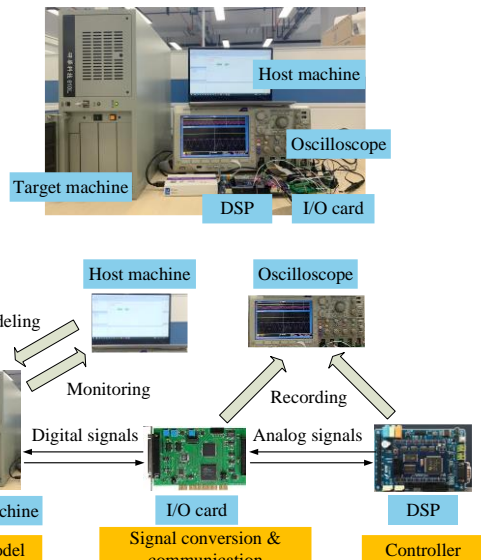 Host machine
Oscilloscope
Target machine
DSP
I/O card
Host machine
Oscilloscope
deling
Monitoring
Recording
Digital signals
Analog signals
chine
I/O card
DSP
odel
Signal conversion &
communication
Controller